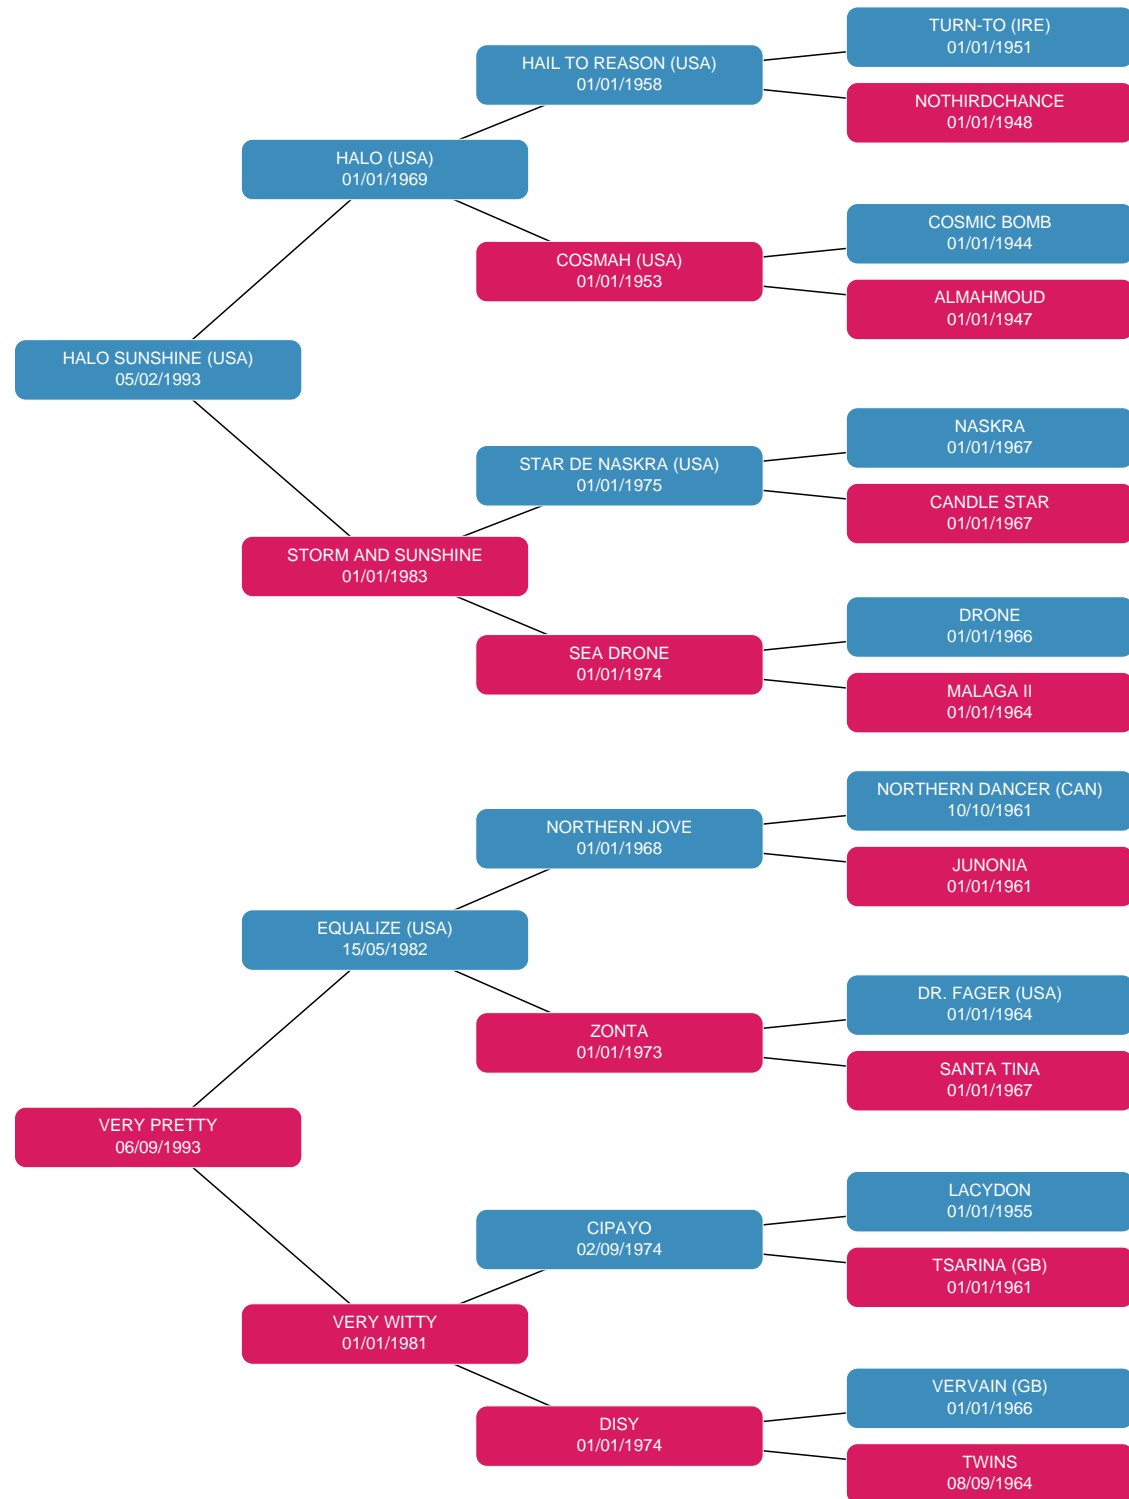 TURN-TO (IRE)
01/01/1951
HAIL TO REASON (USA)
01/01/1958
NOTHIRDCHANCE
01/01/1948
HALO (USA)
01/01/1969
COSMIC BOMB
01/01/1944
COSMAH (USA)
01/01/1953
ALMAHMOUD
01/01/1947
HALO SUNSHINE (USA)
05/02/1993
NASKRA
01/01/1967
STAR DE NASKRA (USA)
01/01/1975
CANDLE STAR
01/01/1967
STORM AND SUNSHINE
01/01/1983
DRONE
01/01/1966
SEA DRONE
01/01/1974
MALAGA II
01/01/1964
NORTHERN DANCER (CAN)
10/10/1961
NORTHERN JOVE
01/01/1968
JUNONIA
01/01/1961
EQUALIZE (USA)
15/05/1982
DR. FAGER (USA)
01/01/1964
ZONTA
01/01/1973
SANTA TINA
01/01/1967
VERY PRETTY
06/09/1993
LACYDON
01/01/1955
CIPAYO
02/09/1974
TSARINA (GB)
01/01/1961
VERY WITTY
01/01/1981
VERVAIN (GB)
01/01/1966
DISY
01/01/1974
TWINS
08/09/1964